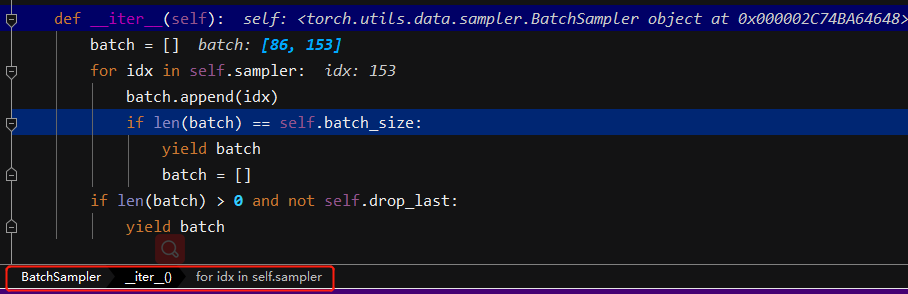 def __iter__(self):  self: <torch.utils.data.sampler.BatchSampler object at 0x000002C74BA64648>
batch = []  batch: [86, 153]
for idx in self.sampler:  idx: 153
batch.append(idx)
if len(batch) == self.batch_size:
yield batch
batch = []
if len(batch) > 0 and not self.drop_last:
yield batch
BatchSampler  __iter__()  for idx in self.sampler